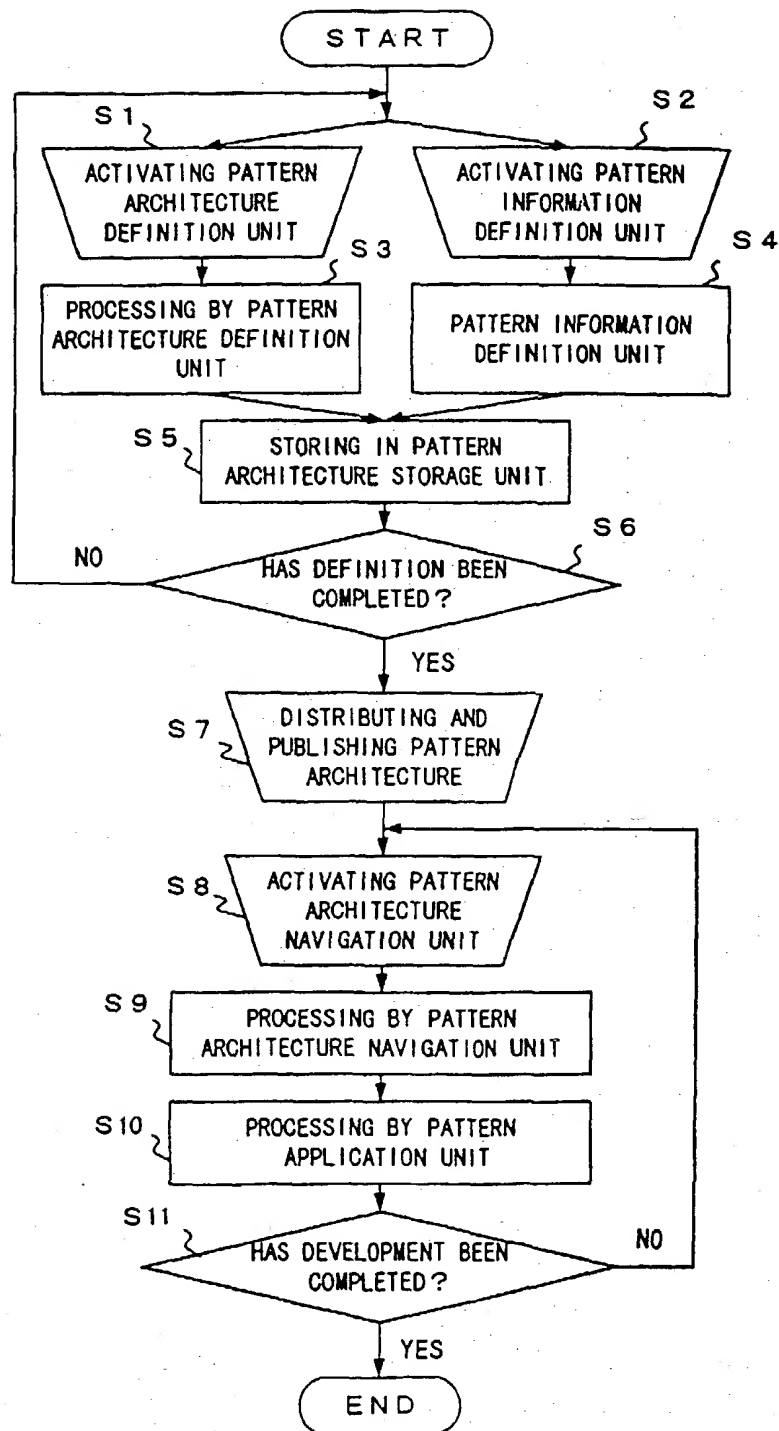 START
S1
S2
ACTIVATING PATTERN
ARCHITECTURE
DEFINITION UNIT
ACTIVATING PATTERN
INFORMATION
DEFINITION UNIT
S3
S4
PROCESSING BY PATTERN
ARCHITECTURE DEFINITION
UNIT
PATTERN INFORMATION
DEFINITION UNIT
S5
STORING IN PATTERN
ARCHITECTURE STORAGE UNIT
S6
NO
HAS DEFINITION BEEN
COMPLETED?
YES
S7
DISTRIBUTING AND
PUBLISHING PATTERN
ARCHITECTURE
S8
ACTIVATING PATTERN
ARCHITECTURE
NAVIGATION UNIT
S9
PROCESSING BY PATTERN
ARCHITECTURE NAVIGATION UNIT
S10
PROCESSING BY PATTERN
APPLICATION UNIT
S11
HAS DEVELOPMENT BEEN
COMPLETED?
NO
YES
END